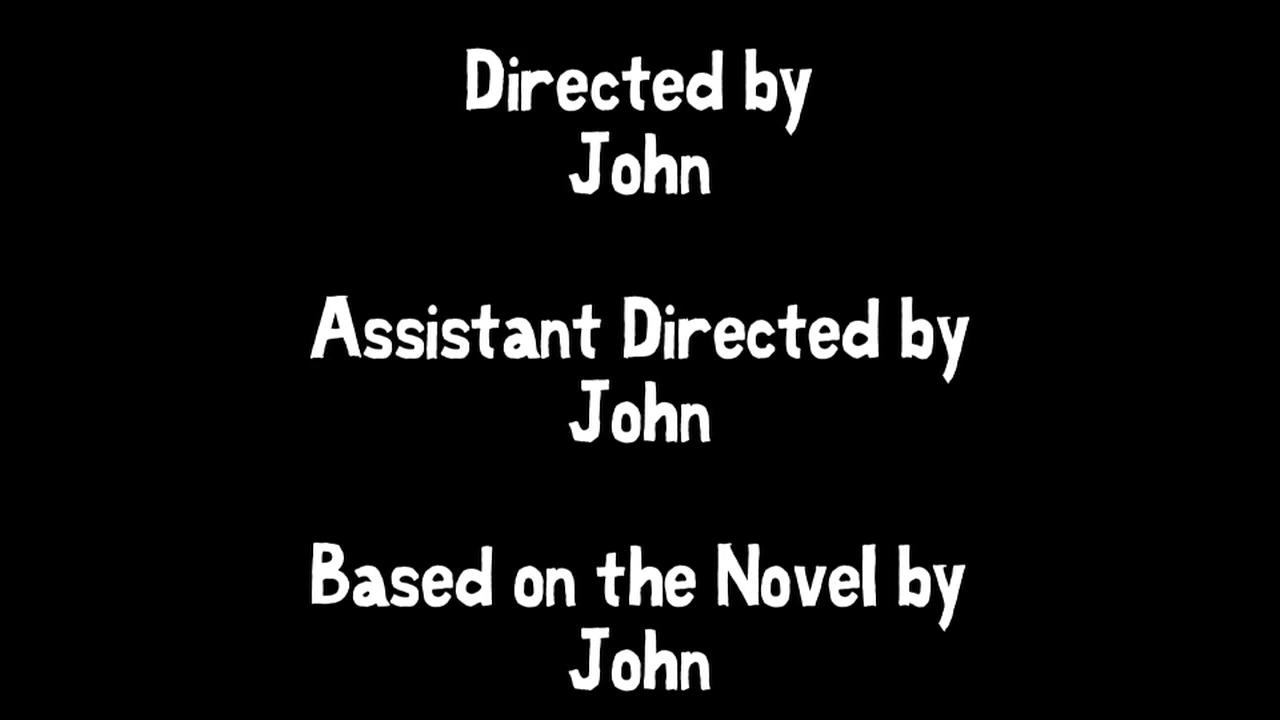 Directed by
John
Assistant Directed by
John
Based on the Novel by
John